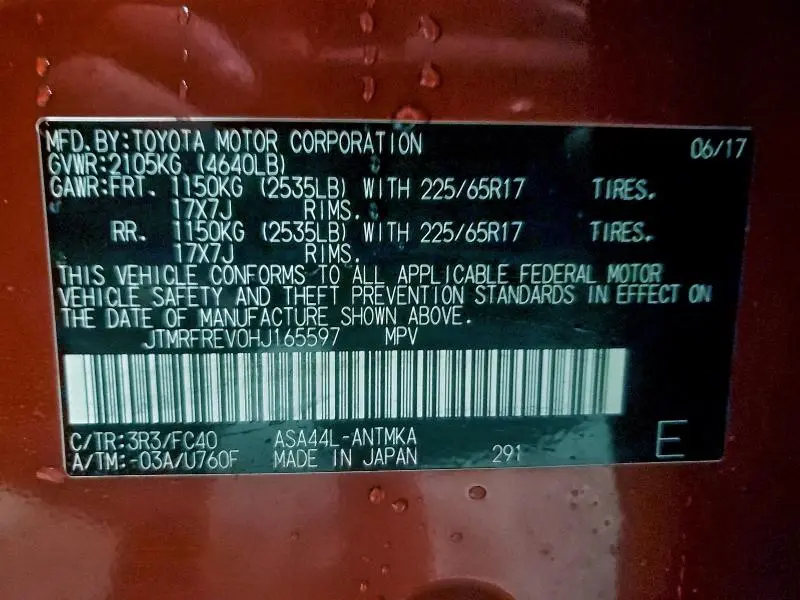 MFD.BY:TOYOTA MOTOR CORPORATION 06/17
GVWR:2105KG (4640LB)
GAWR:FRT. 1150KG (2535LB) WITH 225/65R17 TIRES.
17X7J RIMS.
RR. 1150KG (2535LB) WITH 225/65R17 TIRES.
17X7J RIMS.
THIS VEHICLE CONFORMS TO ALL APPLICABLE FEDERAL MOTOR
VEHICLE SAFETY AND THEFT PREVENTION STANDARDS IN EFFECT ON
THE DATE OF MANUFACTURE SHOWN ABOVE.
JTMRFREV0HJ165597 MPV
C/TR:3R3/FC40 ASA44L-ANTMKA
A/TM:-03A/U760F MADE IN JAPAN 291 E